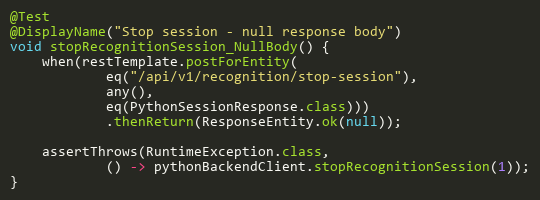 @Test
@DisplayName("Stop session - null response body")
void stopRecognitionSession_NullBody() {
    when(restTemplate.postForEntity(
            eq("/api/v1/recognition/stop-session"),
            any(),
            eq(PythonSessionResponse.class)))
            .thenReturn(ResponseEntity.ok(null));

    assertThrows(RuntimeException.class,
            () -> pythonBackendClient.stopRecognitionSession(1));
}